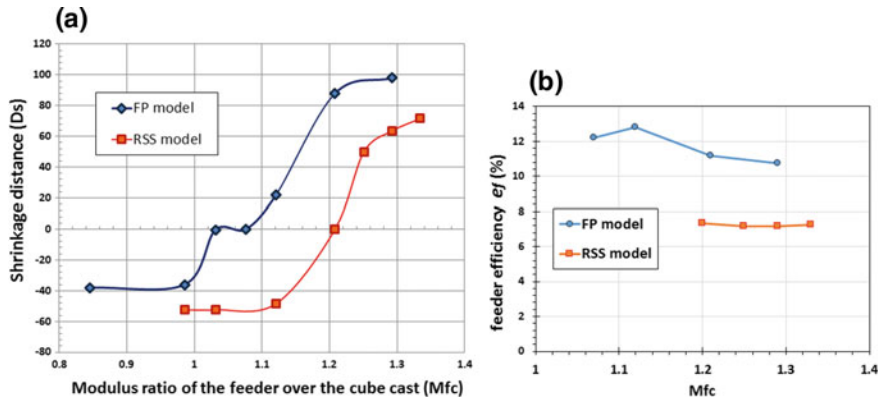 (a)
120
100
80
60
40
20
0
-20
-40
-60
-80
Shrinkage distance (Ds)
FP model
RSS model
0.8 0.9 1 1.1 1.2 1.3 1.4
Modulus ratio of the feeder over the cube cast (Mfc)
(b)
14
12
10
8
6
4
2
0
feeder efficiency ef (%)
FP model
RSS model
1 1.1 1.2 1.3 1.4
Mfc